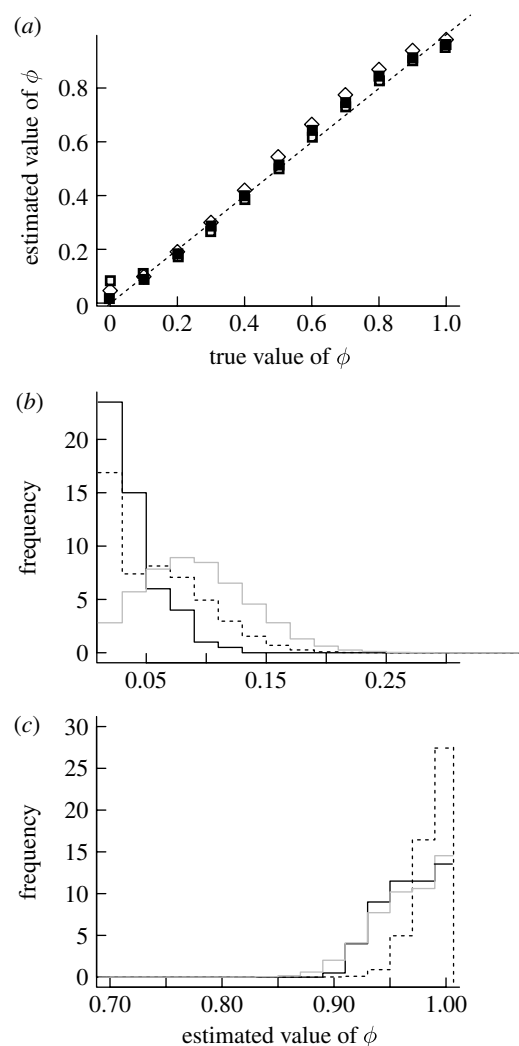 (a)
0.8
0.6
0.4
0.2
0
estimated value of ϕ
0 0.2 0.4 0.6 0.8 1.0
true value of ϕ
(b)
20
15
10
5
0
frequency
0.05 0.15 0.25
(c)
30
25
20
15
10
5
0
frequency
0.70 0.80 0.90 1.00
estimated value of ϕ